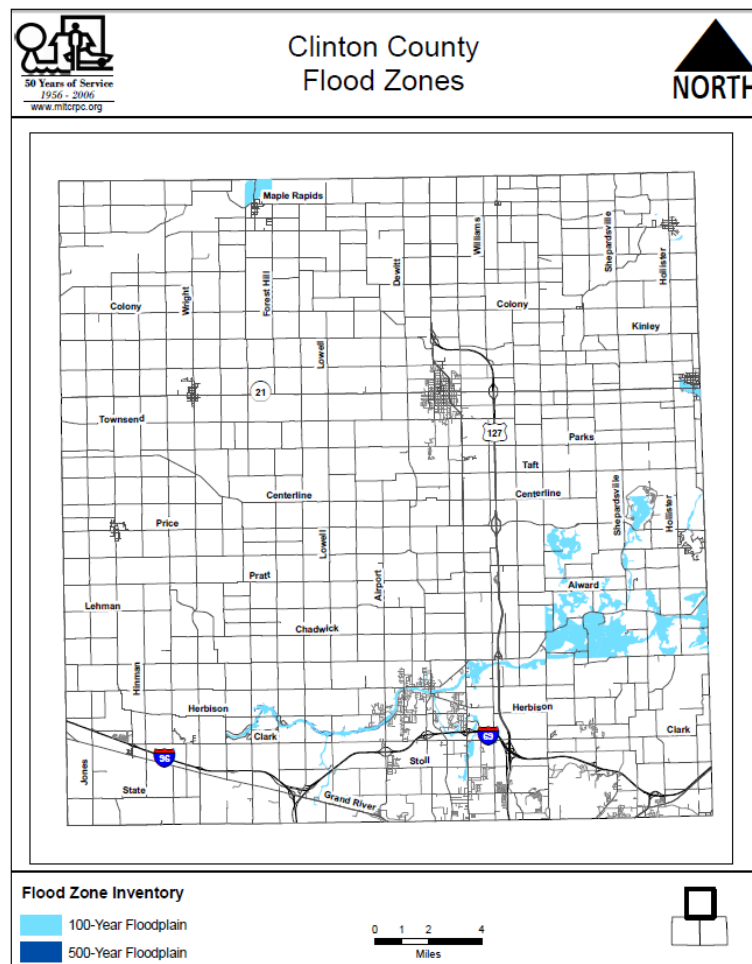 50 Years of Service
1956 - 2006
www.mitcrpc.org
Clinton County
Flood Zones
NORTH
Maple Rapids
Williams
Shepardsville
Hollister
Dewitt
Wright
Forest Hill
Colony
Colony
Kinley
Lowell
21
Townsend
127
Parks
Taft
Centerline
Centerline
Shepardsville
Hollister
Price
Lowell
Pratt
Airport
Alward
Lehman
Chadwick
Hinman
Herbison
Herbison
Clark
Clark
69
96
Stoll
Jones
State
Grand River
Flood Zone Inventory
100-Year Floodplain
500-Year Floodplain
0 1 2 4
Miles